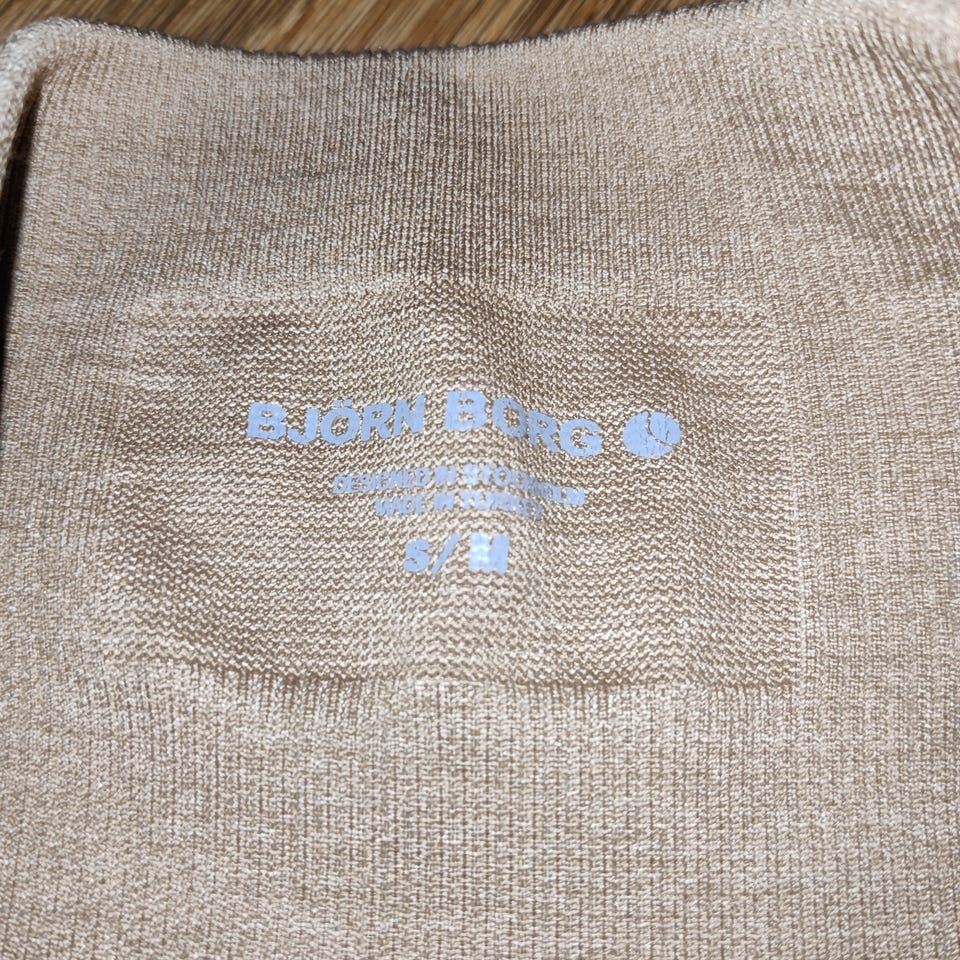 BJÖRN BORG
DESIGNED IN STOCKHOLM
MADE IN TURKEY
S/M